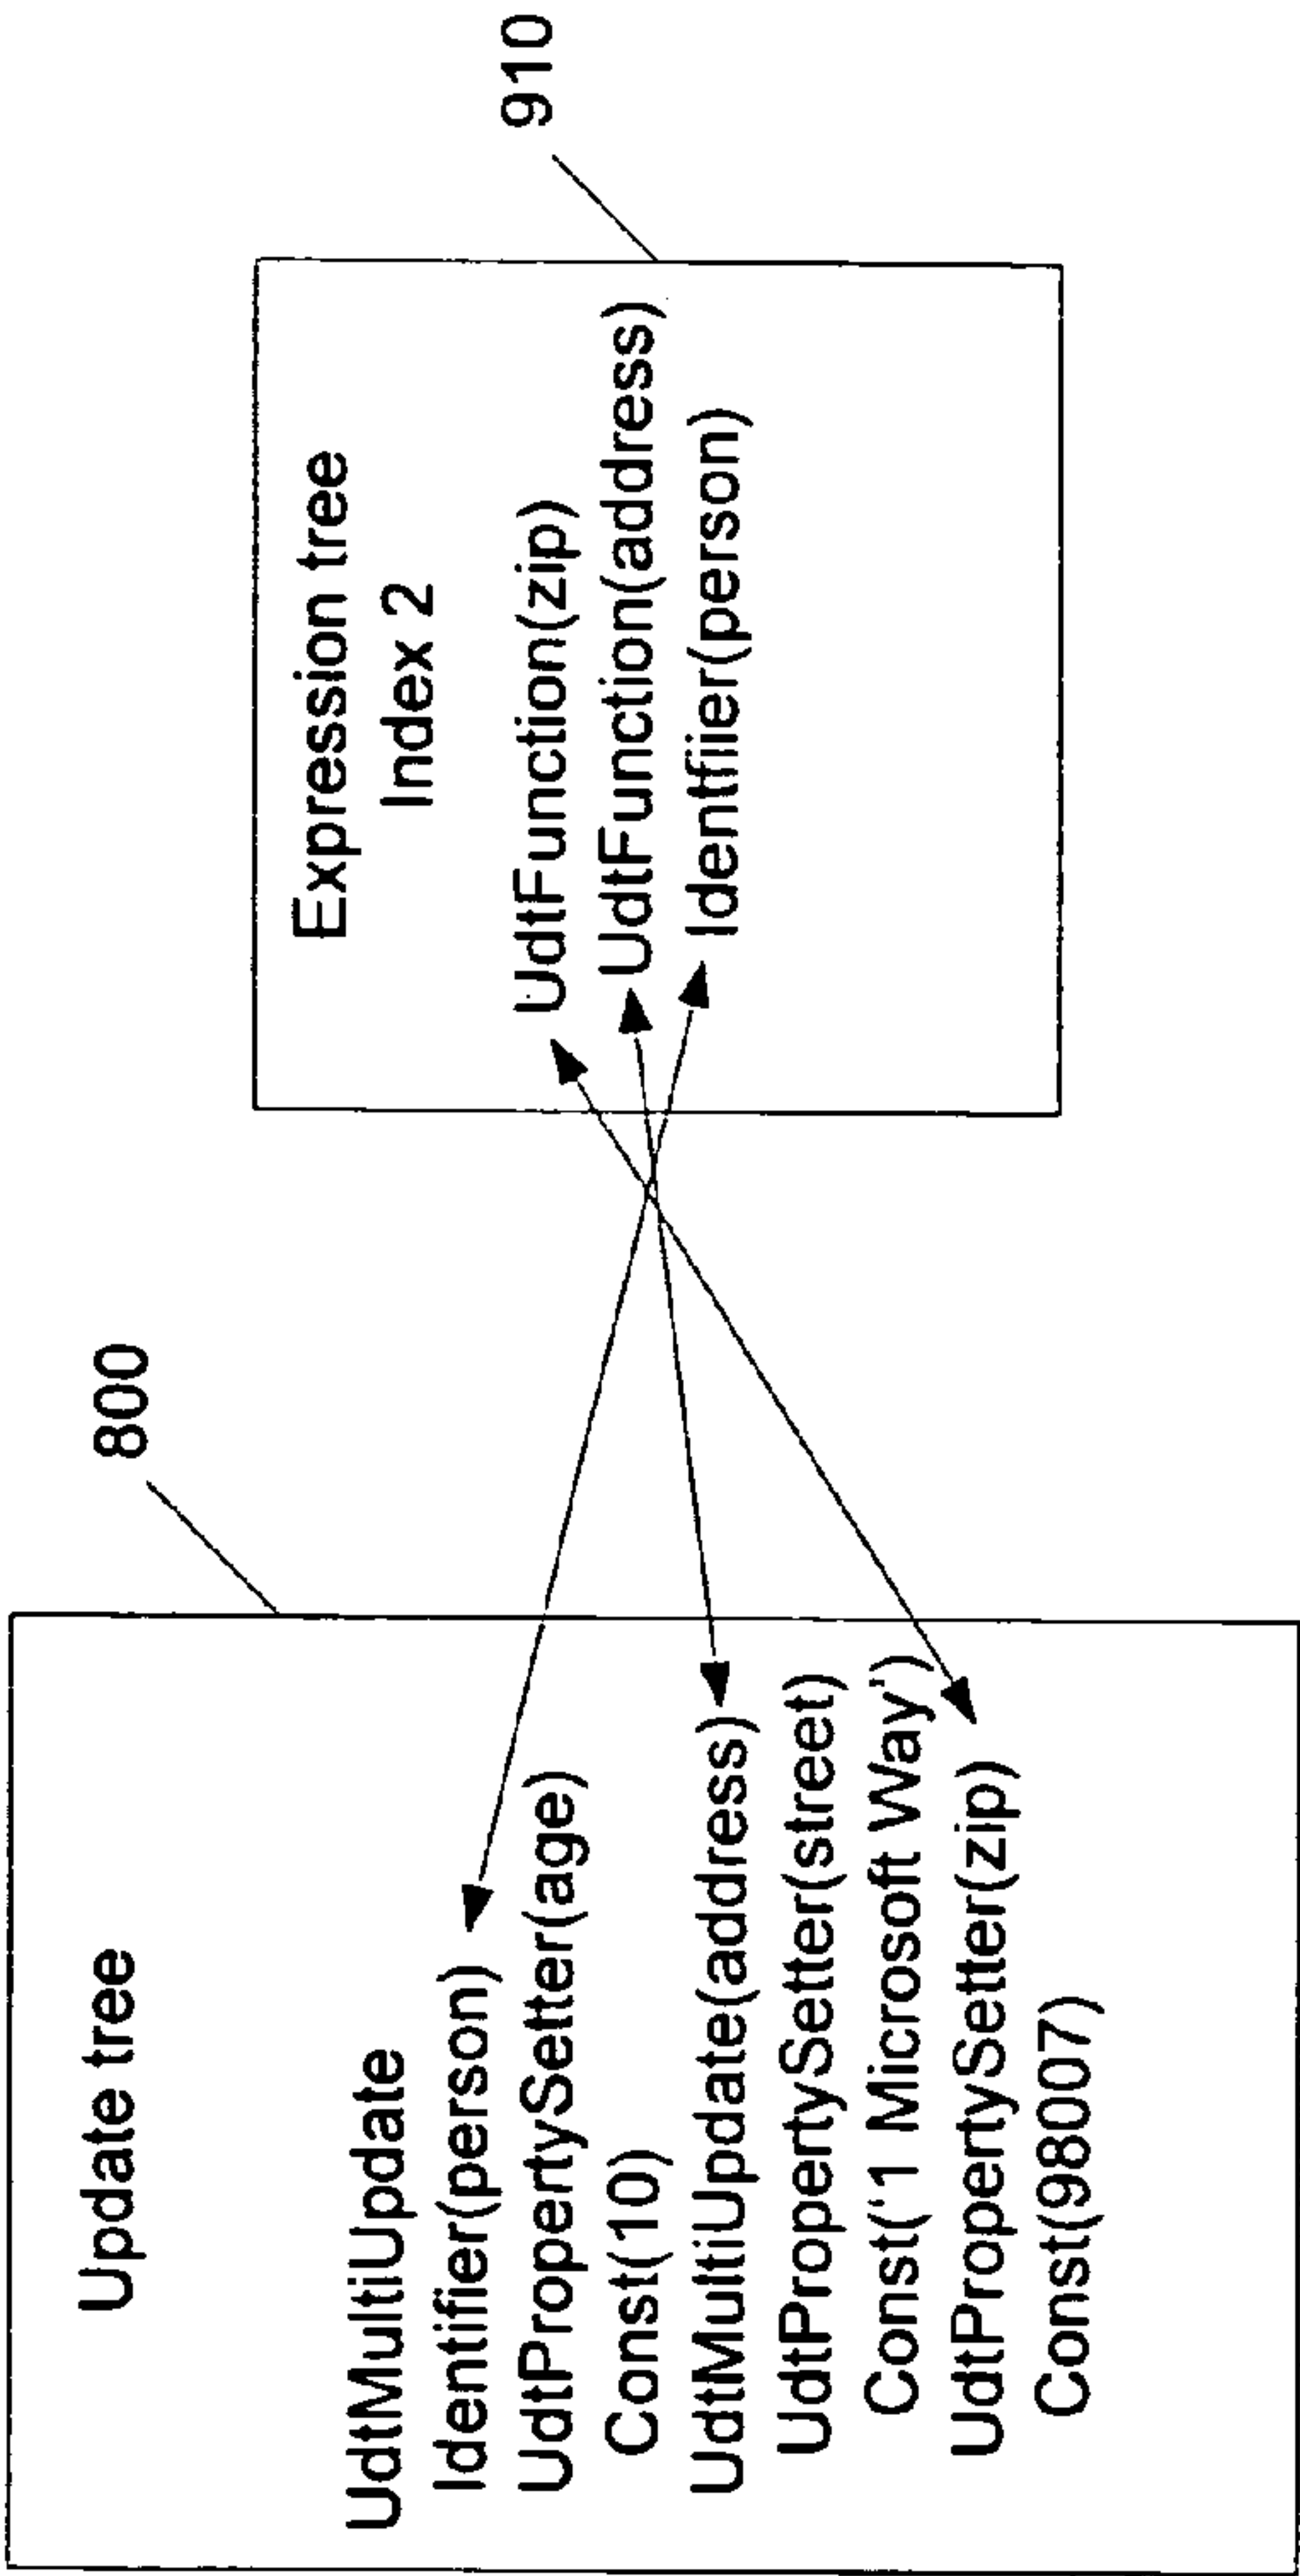 Update tree
UdtMultiUpdate
Identifier(person)
UdtPropertySetter(age)
Const(10)
UdtMultiUpdate(address)
UdtPropertySetter(street)
Const('1 Microsoft Way')
UdtPropertySetter(zip)
Const(98007)
800
Expression tree
Index 2
UdtFunction(zip)
UdtFunction(address)
Identfiier(person)
910